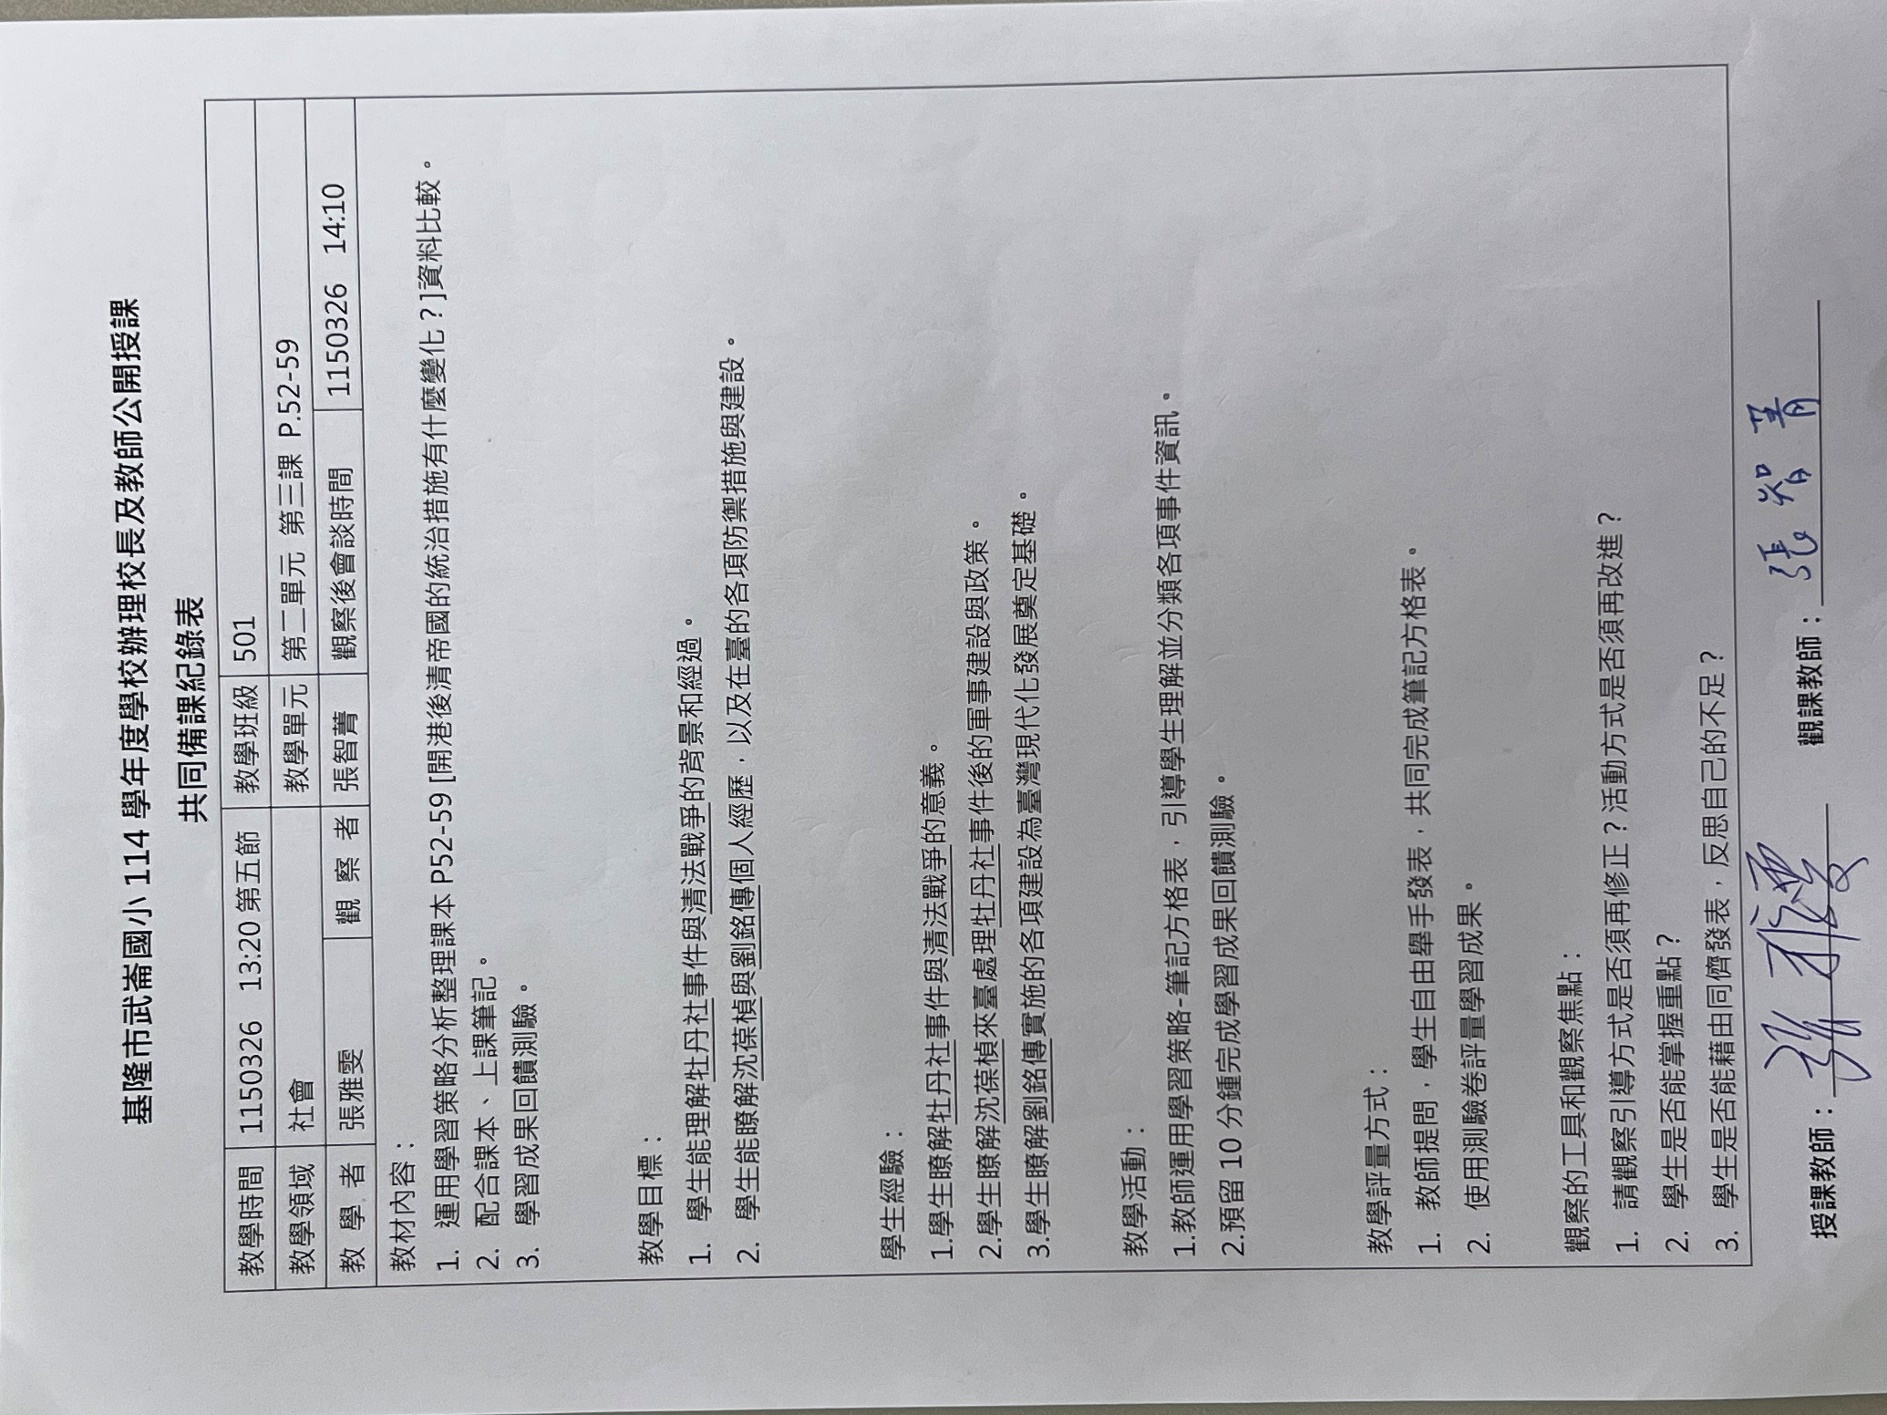 基隆市武崙國小 114 學年度學校辦理校長及教師公開授課
共同備課紀錄表
教學時間 1150326 13:20 第五節 教學班級 501
教學領域 社會 教學單元 第二單元 第三課 P.52-59
教 學 者 張雅雯 觀 察 者 張智菁 觀察後會談時間 1150326 14:10
教材內容：
1. 運用學習策略分析整理課本 P52-59 [開港後清帝國的統治措施有什麼變化？]資料比較。
2. 配合課本、上課筆記。
3. 學習成果回饋測驗。
教學目標：
1. 學生能理解牡丹社事件與清法戰爭的背景和經過。
2. 學生能瞭解沈葆楨與劉銘傳個人經歷，以及在臺的各項防禦措施與建設。
學生經驗：
1.學生瞭解牡丹社事件與清法戰爭的意義。
2.學生瞭解沈葆楨來臺處理牡丹社事件後的軍事建設與政策。
3.學生瞭解劉銘傳實施的各項建設為臺灣現代化發展奠定基礎。
教學活動：
1.教師運用學習策略-筆記方格表，引導學生理解並分類各項事件資訊。
2.預留 10 分鍾完成學習成果回饋測驗。
教學評量方式：
1. 教師提問，學生自由舉手發表，共同完成筆記方格表。
2. 使用測驗卷評量學習成果。
觀察的工具和觀察焦點：
1. 請觀察引導方式是否須再修正？活動方式是否須再改進？
2. 學生是否能掌握重點？
3. 學生是否能藉由同儕發表，反思自己的不足？
授課教師：張雅雯 觀課教師：張智菁